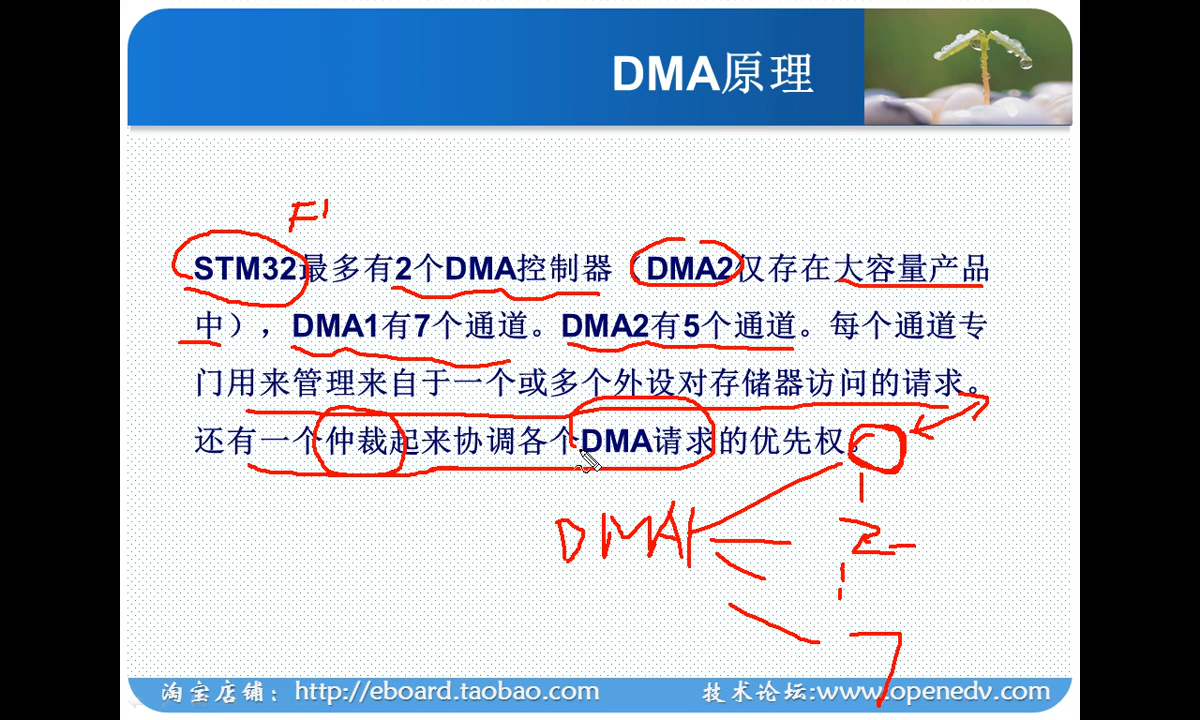 DMA原理
F1
STM32最多有2个DMA控制器（DMA2仅存在大容量产品
中），DMA1有7个通道。DMA2有5个通道。每个通道专
门用来管理来自于一个或多个外设对存储器访问的请求。
还有一个仲裁起来协调各个DMA请求的优先权。
1
DMA1
2
7
淘宝店铺：http://eboard.taobao.com
技术论坛:www.openedv.com